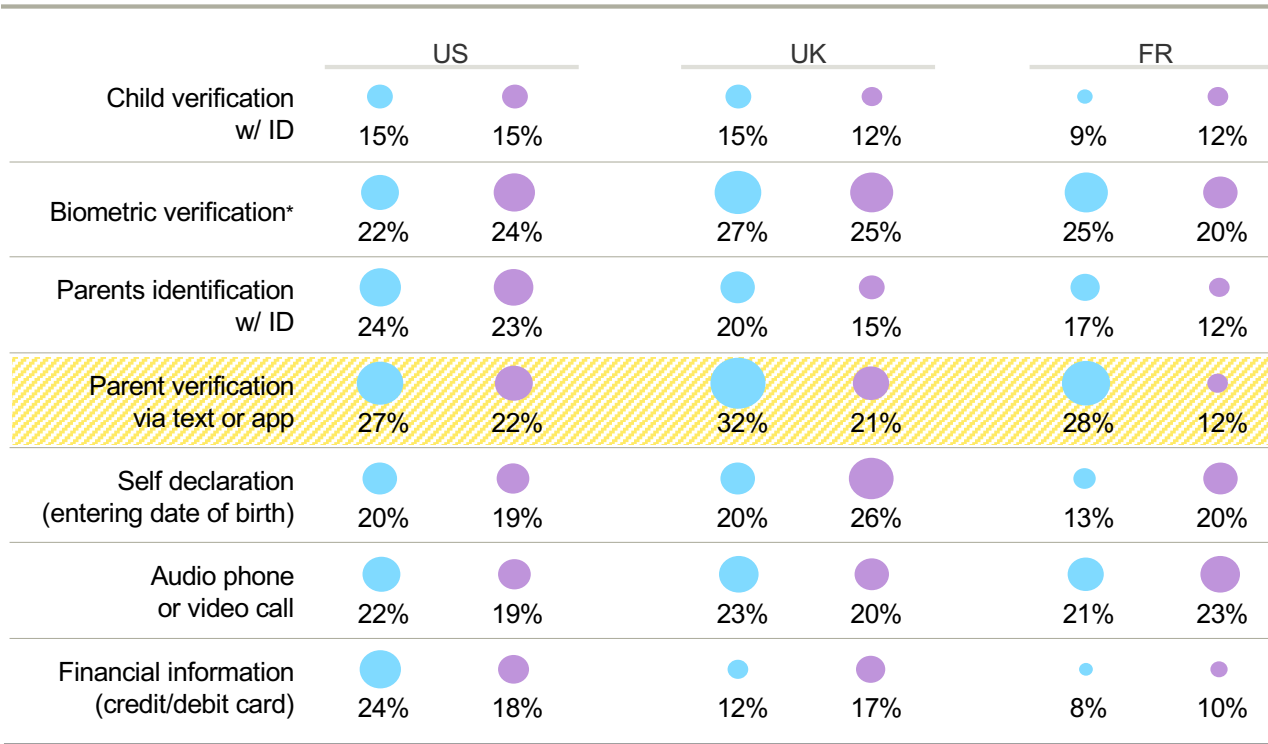 US UK FR
Child verification
w/ ID
15% 15% 15% 12% 9% 12%
Biometric verification*
22% 24% 27% 25% 25% 20%
Parents identification
w/ ID
24% 23% 20% 15% 17% 12%
Parent verification
via text or app
27% 22% 32% 21% 28% 12%
Self declaration
(entering date of birth)
20% 19% 20% 26% 13% 20%
Audio phone
or video call
22% 19% 23% 20% 21% 23%
Financial information
(credit/debit card)
24% 18% 12% 17% 8% 10%